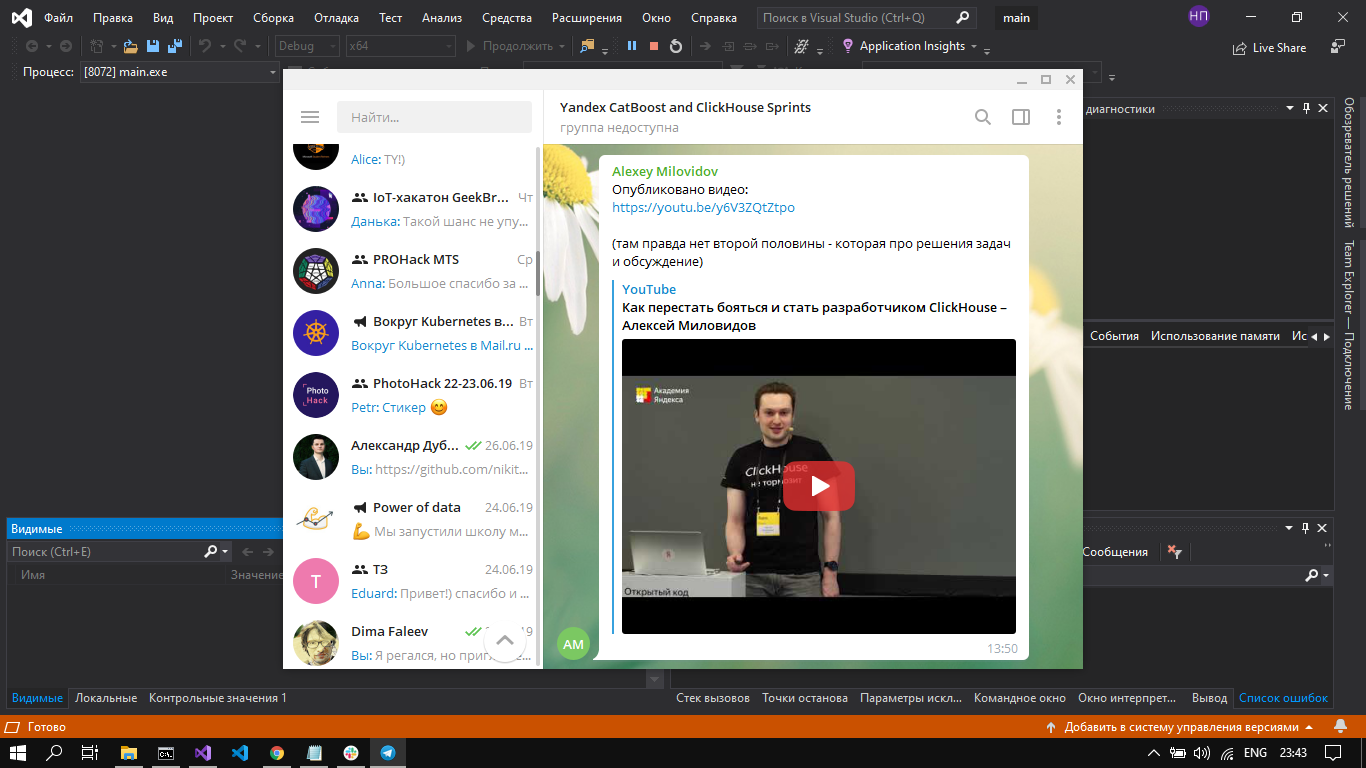 Файл Правка Вид Проект Сборка Отладка Тест Анализ Средства Расширения Окно Справка Поиск в Visual Studio (Ctrl+Q) main НП
Debug x64 Продолжить Application Insights Live Share
Процесс: [8072] main.exe
Найти...
Alice: TY!)
IoT-хакатон GeekBr... Чт
Данька: Такой шанс не упу...
PROHack MTS Ср
Anna: Большое спасибо за ...
Вокруг Kubernetes в... Вт
Вокруг Kubernetes в Mail.ru ...
Photo Hack
PhotoHack 22-23.06.19 Вт
Petr: Стикер 😊
Александр Дуб... 26.06.19
Вы: https://github.com/nikit...
Power of data 24.06.19
💪 Мы запустили школу м...
Т
ТЗ 24.06.19
Eduard: Привет!) спасибо и ...
Dima Faleev
Вы: Я регался, но
Yandex CatBoost and ClickHouse Sprints
группа недоступна
Alexey Milovidov
Опубликовано видео:
https://youtu.be/y6V3ZQtZtpo
(там правда нет второй половины - которая про решения задач
и обсуждение)
YouTube
Как перестать бояться и стать разработчиком ClickHouse –
Алексей Миловидов
Академия
Яндекса
ClickHouse
не тормозит
Открытый код
AM
13:50
диагностики
События Использование памяти Ис
Обозреватель решений
Team Explorer — Подключение
Видимые
Поиск (Ctrl+E)
Имя Значение
Сообщения
Видимые Локальные Контрольные значения 1
Стек вызовов Точки останова Параметры искл... Командное окно Окно интерпрет... Вывод Список ошибок
Готово
Добавить в систему управления версиями
ENG 23:43